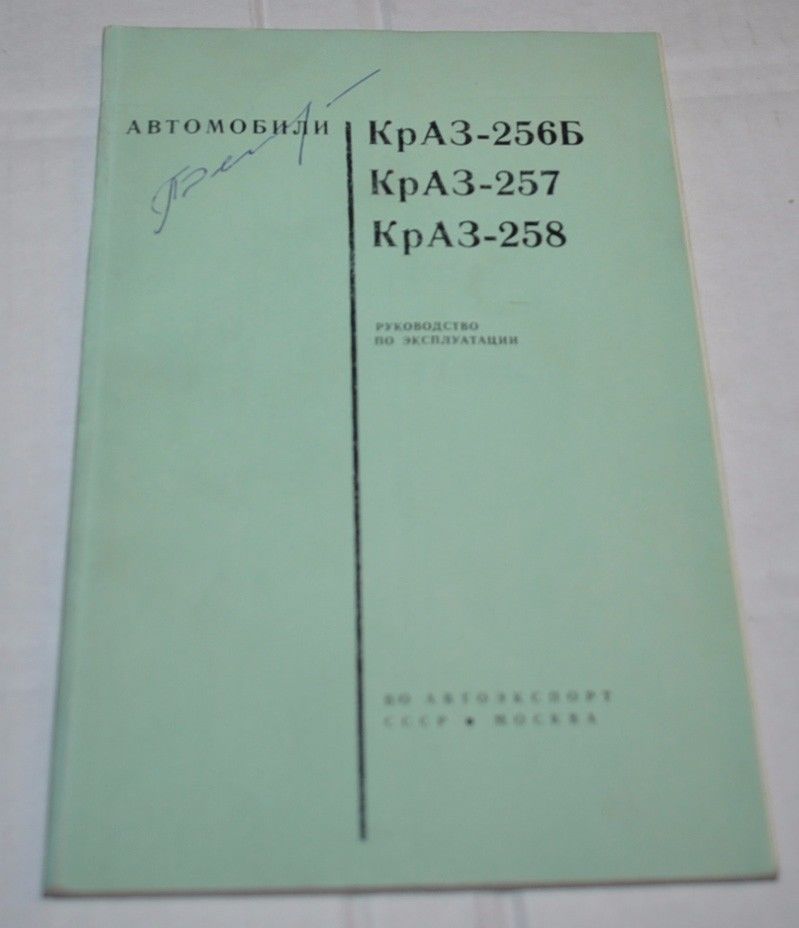 АВТОМОБИЛИ
КрАЗ-256Б
КрАЗ-257
КрАЗ-258
РУКОВОДСТВО
ПО ЭКСПЛУАТАЦИИ
ВО АВТОЭКСПОРТ
СССР ★ МОСКВА